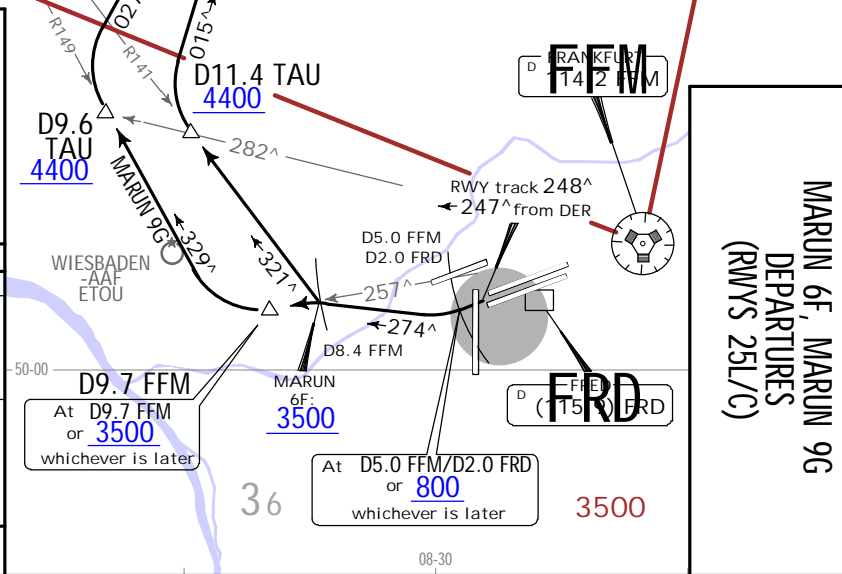 027
015^
R149
R141
D11.4 TAU
4400
FRANKFURT
D 114.2 FFM
FFM
D9.6
TAU
4400
282^
MARUN 9G
329^
321^
RWY track 248^
247^ from DER
D5.0 FFM
D2.0 FRD
257^
274^
WIESBADEN
-AAF
ETOU
D8.4 FFM
50-00
D9.7 FFM
At D9.7 FFM
or 3500
whichever is later
MARUN
6F:
3500
FRED
D (115.9) FRD
FRD
At D5.0 FFM/D2.0 FRD
or 800
whichever is later
36
3500
08-30
MARUN 6F, MARUN 9G
DEPARTURES
(RWYS 25L/C)